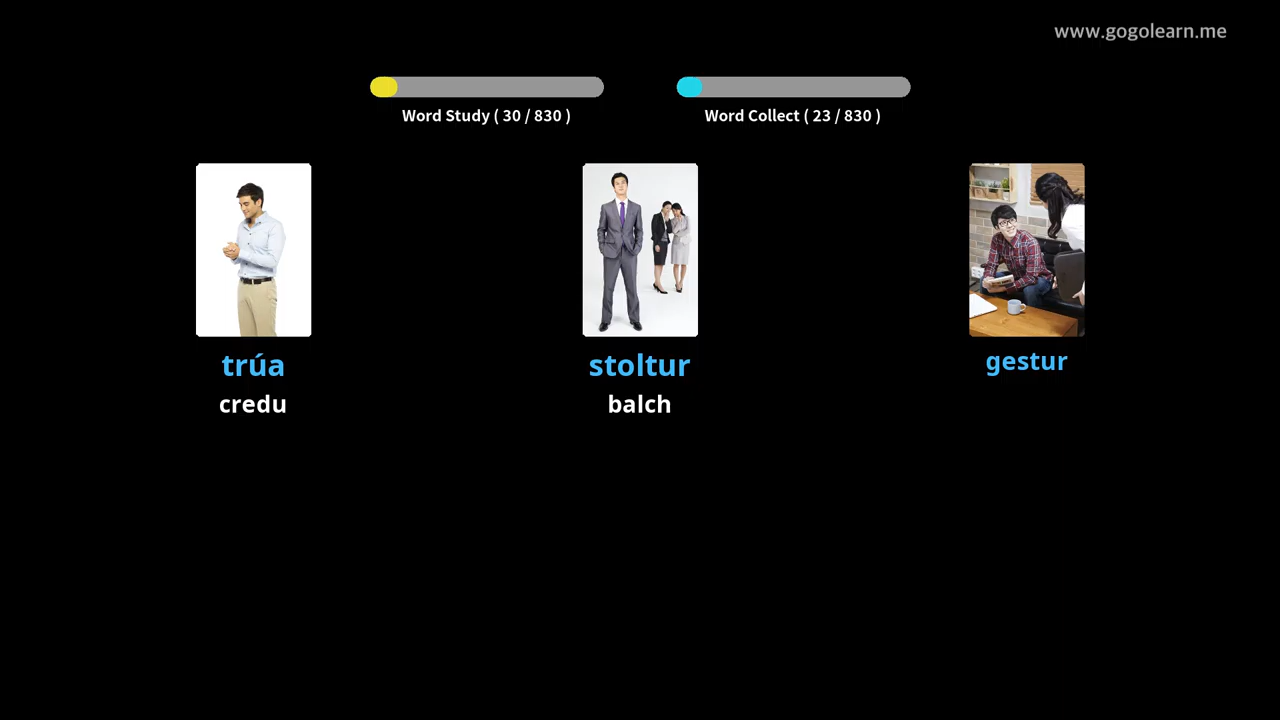 www.gogolearn.me
Word Study ( 30 / 830 )
Word Collect ( 23 / 830 )
trúa
credu
stoltur
balch
gestur